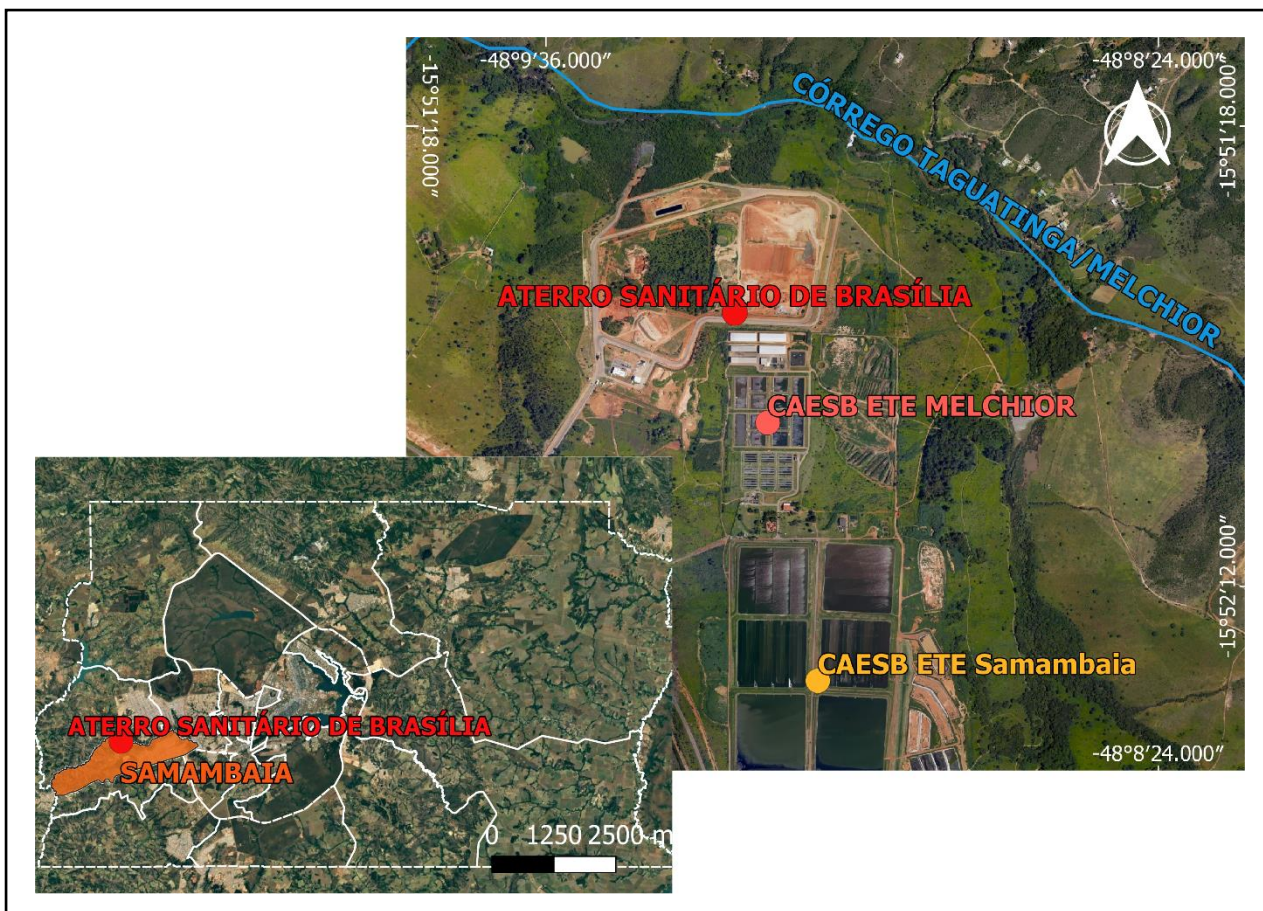 -48°9'36.000″
-48°8'24.000″
-15°51'18.000″
-15°51'18.000″
CÓRREGO TAGUATINGA/MELCHIOR
ATERRO SANITÁRIO DE BRASÍLIA
CAESB ETE MELCHIOR
-15°52'12.000″
CAESB ETE Samambaia
-48°8'24.000″
ATERRO SANITÁRIO DE BRASÍLIA
SAMAMBAIA
0 1250 2500 m